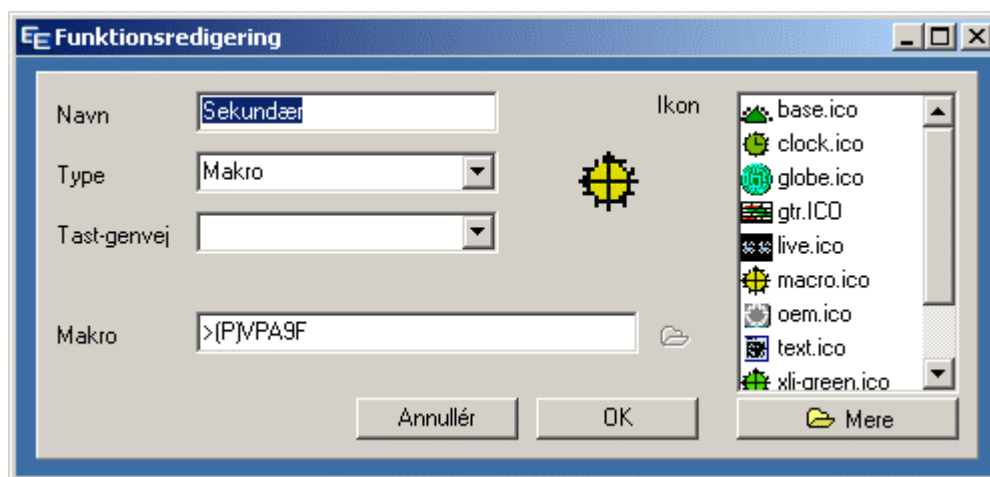 EE Funktionsredigering
Navn
Sekundær
Type
Makro
Tast-genvej
Makro
>(P)VPA9F
Annullér
OK
Ikon
base.ico
clock.ico
globe.ico
gtr.ICO
live.ico
macro.ico
oem.ico
text.ico
xli-green.ico
Mere